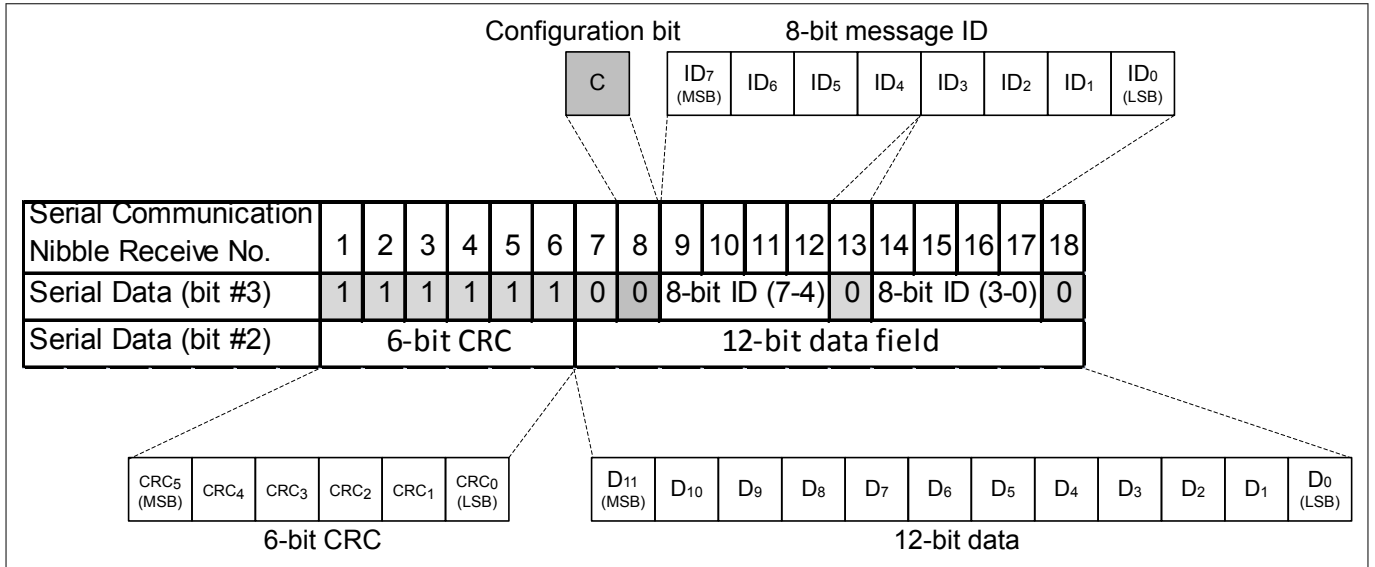 Configuration bit 8-bit message ID
C ID7 (MSB) ID6 ID5 ID4 ID3 ID2 ID1 ID0 (LSB)
Serial Communication Nibble Receive No. 1 2 3 4 5 6 7 8 9 10 11 12 13 14 15 16 17 18
Serial Data (bit #3) 1 1 1 1 1 1 0 0 8-bit ID (7-4) 0 8-bit ID (3-0) 0
Serial Data (bit #2) 6-bit CRC 12-bit data field
CRC5 (MSB) CRC4 CRC3 CRC2 CRC1 CRC0 (LSB) D11 (MSB) D10 D9 D8 D7 D6 D5 D4 D3 D2 D1 D0 (LSB)
6-bit CRC 12-bit data